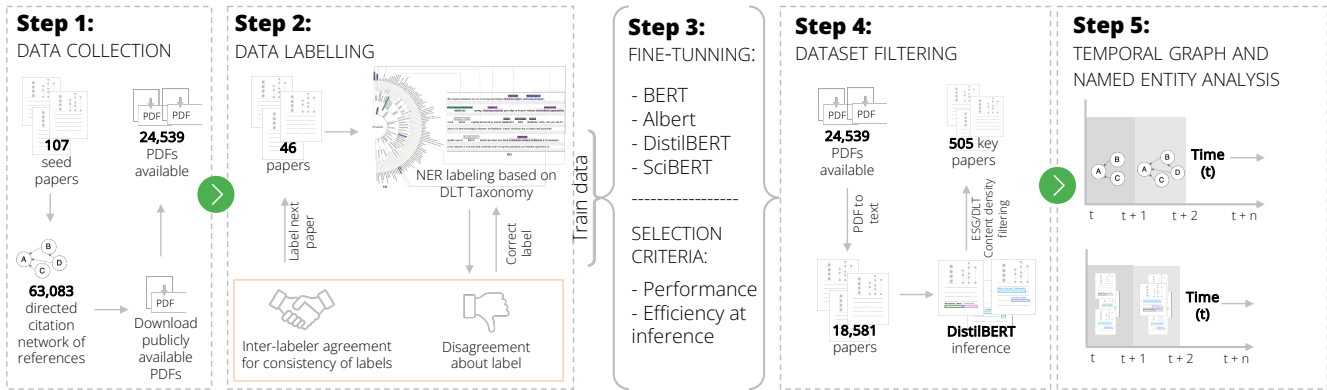 Step 1:
DATA COLLECTION
107
seed
papers
PDF
PDF
24,539
PDFs
available
A
B
C
D
63,083
directed
citation
network of
references
PDF
Download
publicly
available
PDFs
Step 2:
DATA LABELLING
46
papers
NER labeling based on
DLT Taxonomy
Label next
paper
Correct
label
Inter-labeler agreement
for consistency of labels
Disagreement
about label
Train data
Step 3:
FINE-TUNNING:
- BERT
- Albert
- DistilBERT
- SciBERT
-----------------
SELECTION
CRITERIA:
- Performance
- Efficiency at
inference
Step 4:
DATASET FILTERING
PDF
PDF
24,539
PDFs
available
505 key
papers
PDF to
text
ESG/DLT
Content density
filtering
18,581
papers
DistilBERT
inference
Step 5:
TEMPORAL GRAPH AND
NAMED ENTITY ANALYSIS
A
B
C
A
B
C
D
Time
(t)
t
t + 1
t + 2
t + n
Time
(t)
t
t + 1
t + 2
t + n